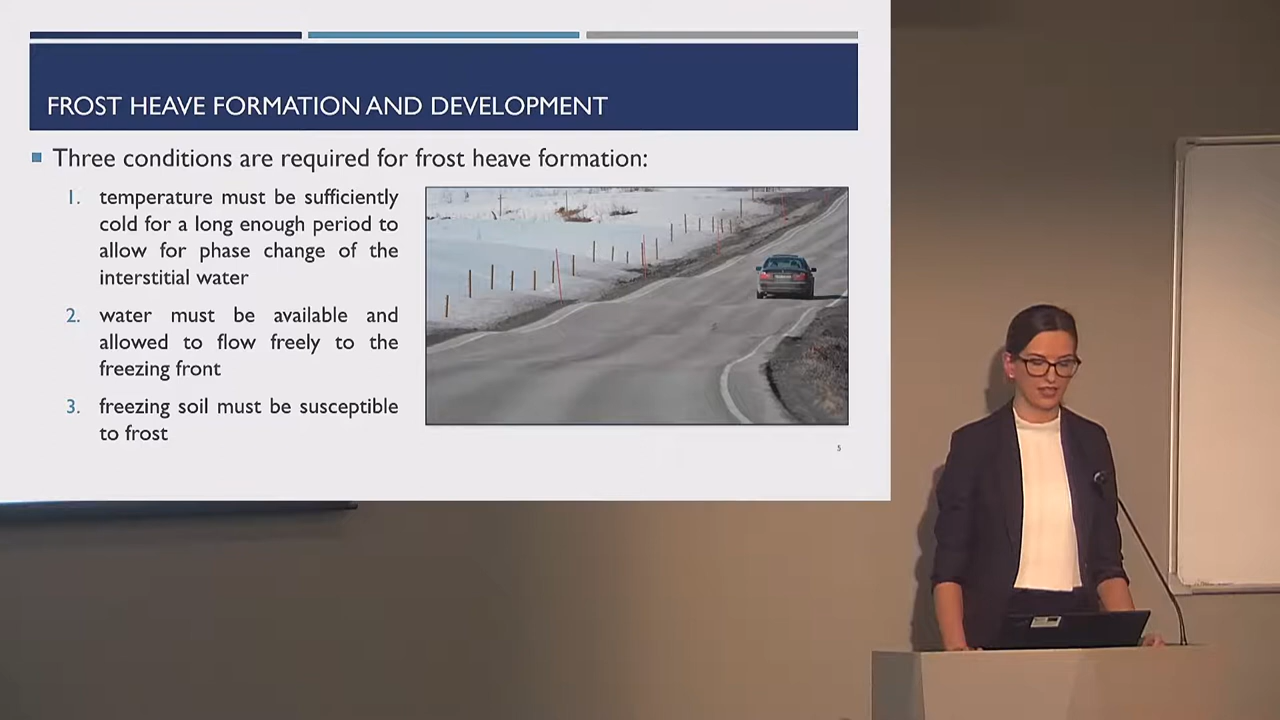 FROST HEAVE FORMATION AND DEVELOPMENT
Three conditions are required for frost heave formation:
1. temperature must be sufficiently
cold for a long enough period to
allow for phase change of the
interstitial water
2. water must be available and
allowed to flow freely to the
freezing front
3. freezing soil must be susceptible
to frost
5